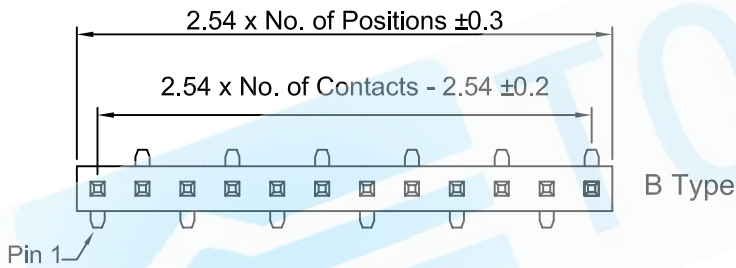 2.54 x No. of Positions ±0.3
2.54 x No. of Contacts - 2.54 ±0.2
B Type
Pin 1